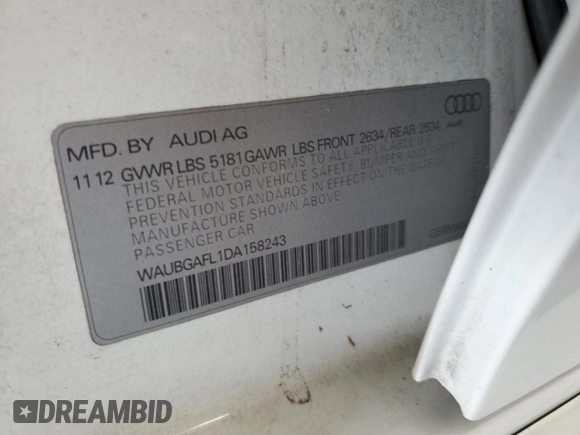 MFD. BY AUDI AG
Audi
11 12 GVWR LBS 5181 GAWR LBS FRONT 2634/REAR 2634
THIS VEHICLE CONFORMS TO ALL APPLICABLE
FEDERAL MOTOR VEHICLE SAFETY, BUMPER AND THEFT
PREVENTION STANDARDS IN EFFECT ON THE DATE OF
MANUFACTURE SHOWN ABOVE
PASSENGER CAR
GERMA
WAUBGAFL1DA158243
DREAMBID